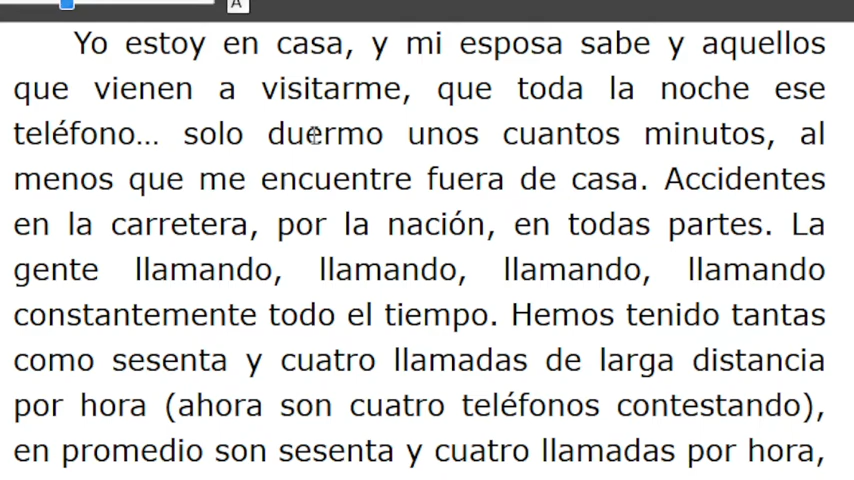 A
Yo estoy en casa, y mi esposa sabe y aquellos
que vienen a visitarme, que toda la noche ese
teléfono... solo duermo unos cuantos minutos, al
menos que me encuentre fuera de casa. Accidentes
en la carretera, por la nación, en todas partes. La
gente llamando, llamando, llamando, llamando
constantemente todo el tiempo. Hemos tenido tantas
como sesenta y cuatro llamadas de larga distancia
por hora (ahora son cuatro teléfonos contestando),
en promedio son sesenta y cuatro llamadas por hora,